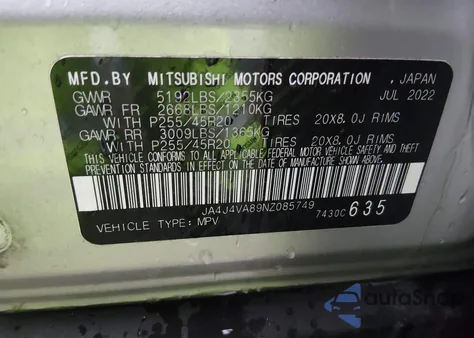 MFD.BY MITSUBISHI MOTORS CORPORATION , JAPAN
GVWR 5192LBS/2355KG JUL 2022
GAWR FR 2668LBS/1210KG
WITH P255/45R20 TIRES 20X8.0J RIMS
GAWR RR 3009LBS/1365KG
WITH P255/45R20 TIRES 20X8.0J RIMS
THIS VEHICLE CONFORMS TO ALL APPLICABLE FEDERAL MOTOR VEHICLE SAFETY, BUMPER, AND THEFT
PREVENTION STANDARDS IN EFFECT ON THE DATE OF MANUFACTURE SHOWN ABOVE.
JA4J4VA89NZ085749
7430C 635
VEHICLE TYPE: MPV
autoSnap